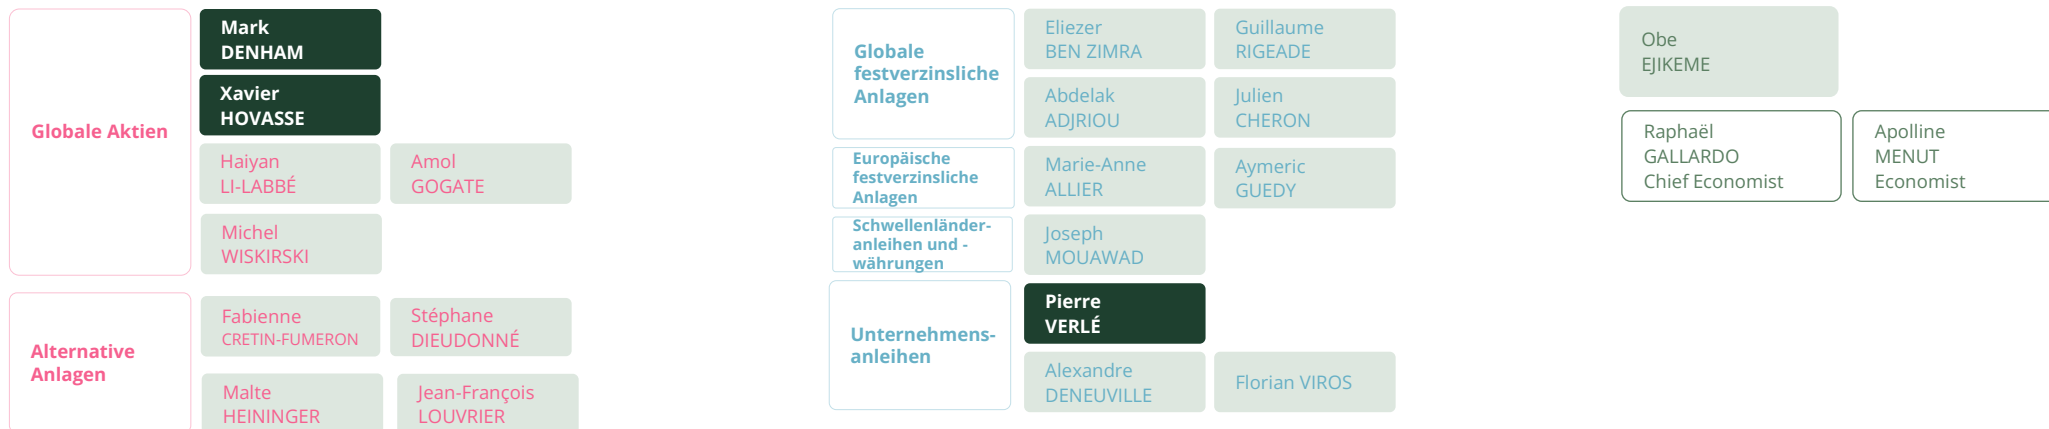 Globale Aktien
Mark
DENHAM
Xavier
HOVASSE
Haiyan
LI-LABBÉ
Amol
GOGATE
Michel
WISKIRSKI
Alternative
Anlagen
Fabienne
CRETIN-FUMERON
Stéphane
DIEUDONNÉ
Malte
HEININGER
Jean-François
LOUVRIER
Globale
festverzinsliche
Anlagen
Eliezer
BEN ZIMRA
Guillaume
RIGEADE
Abdelak
ADJRIOU
Julien
CHERON
Europäische
festverzinsliche
Anlagen
Marie-Anne
ALLIER
Aymeric
GUEDY
Schwellenländer-
anleihen und -
währungen
Joseph
MOUAWAD
Unternehmens-
anleihen
Pierre
VERLÉ
Alexandre
DENEUVILLE
Florian VIROS
Obe
EJIKEME
Raphaël
GALLARDO
Chief Economist
Apolline
MENUT
Economist